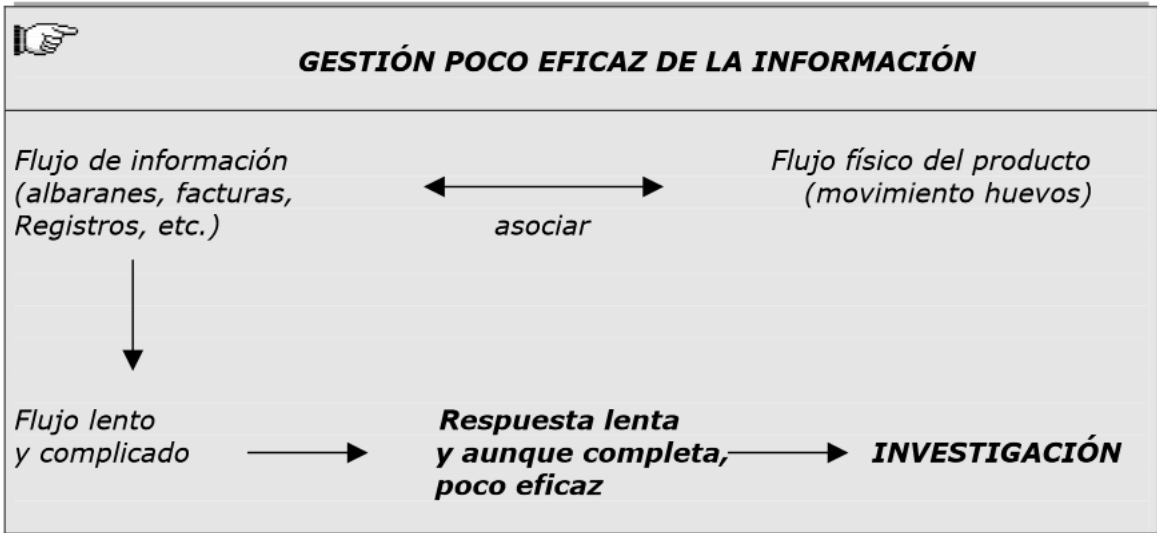 GESTIÓN POCO EFICAZ DE LA INFORMACIÓN
Flujo de información
(albaranes, facturas,
Registros, etc.)
asociar
Flujo físico del producto
(movimiento huevos)
Flujo lento
y complicado
Respuesta lenta
y aunque completa,
poco eficaz
INVESTIGACIÓN